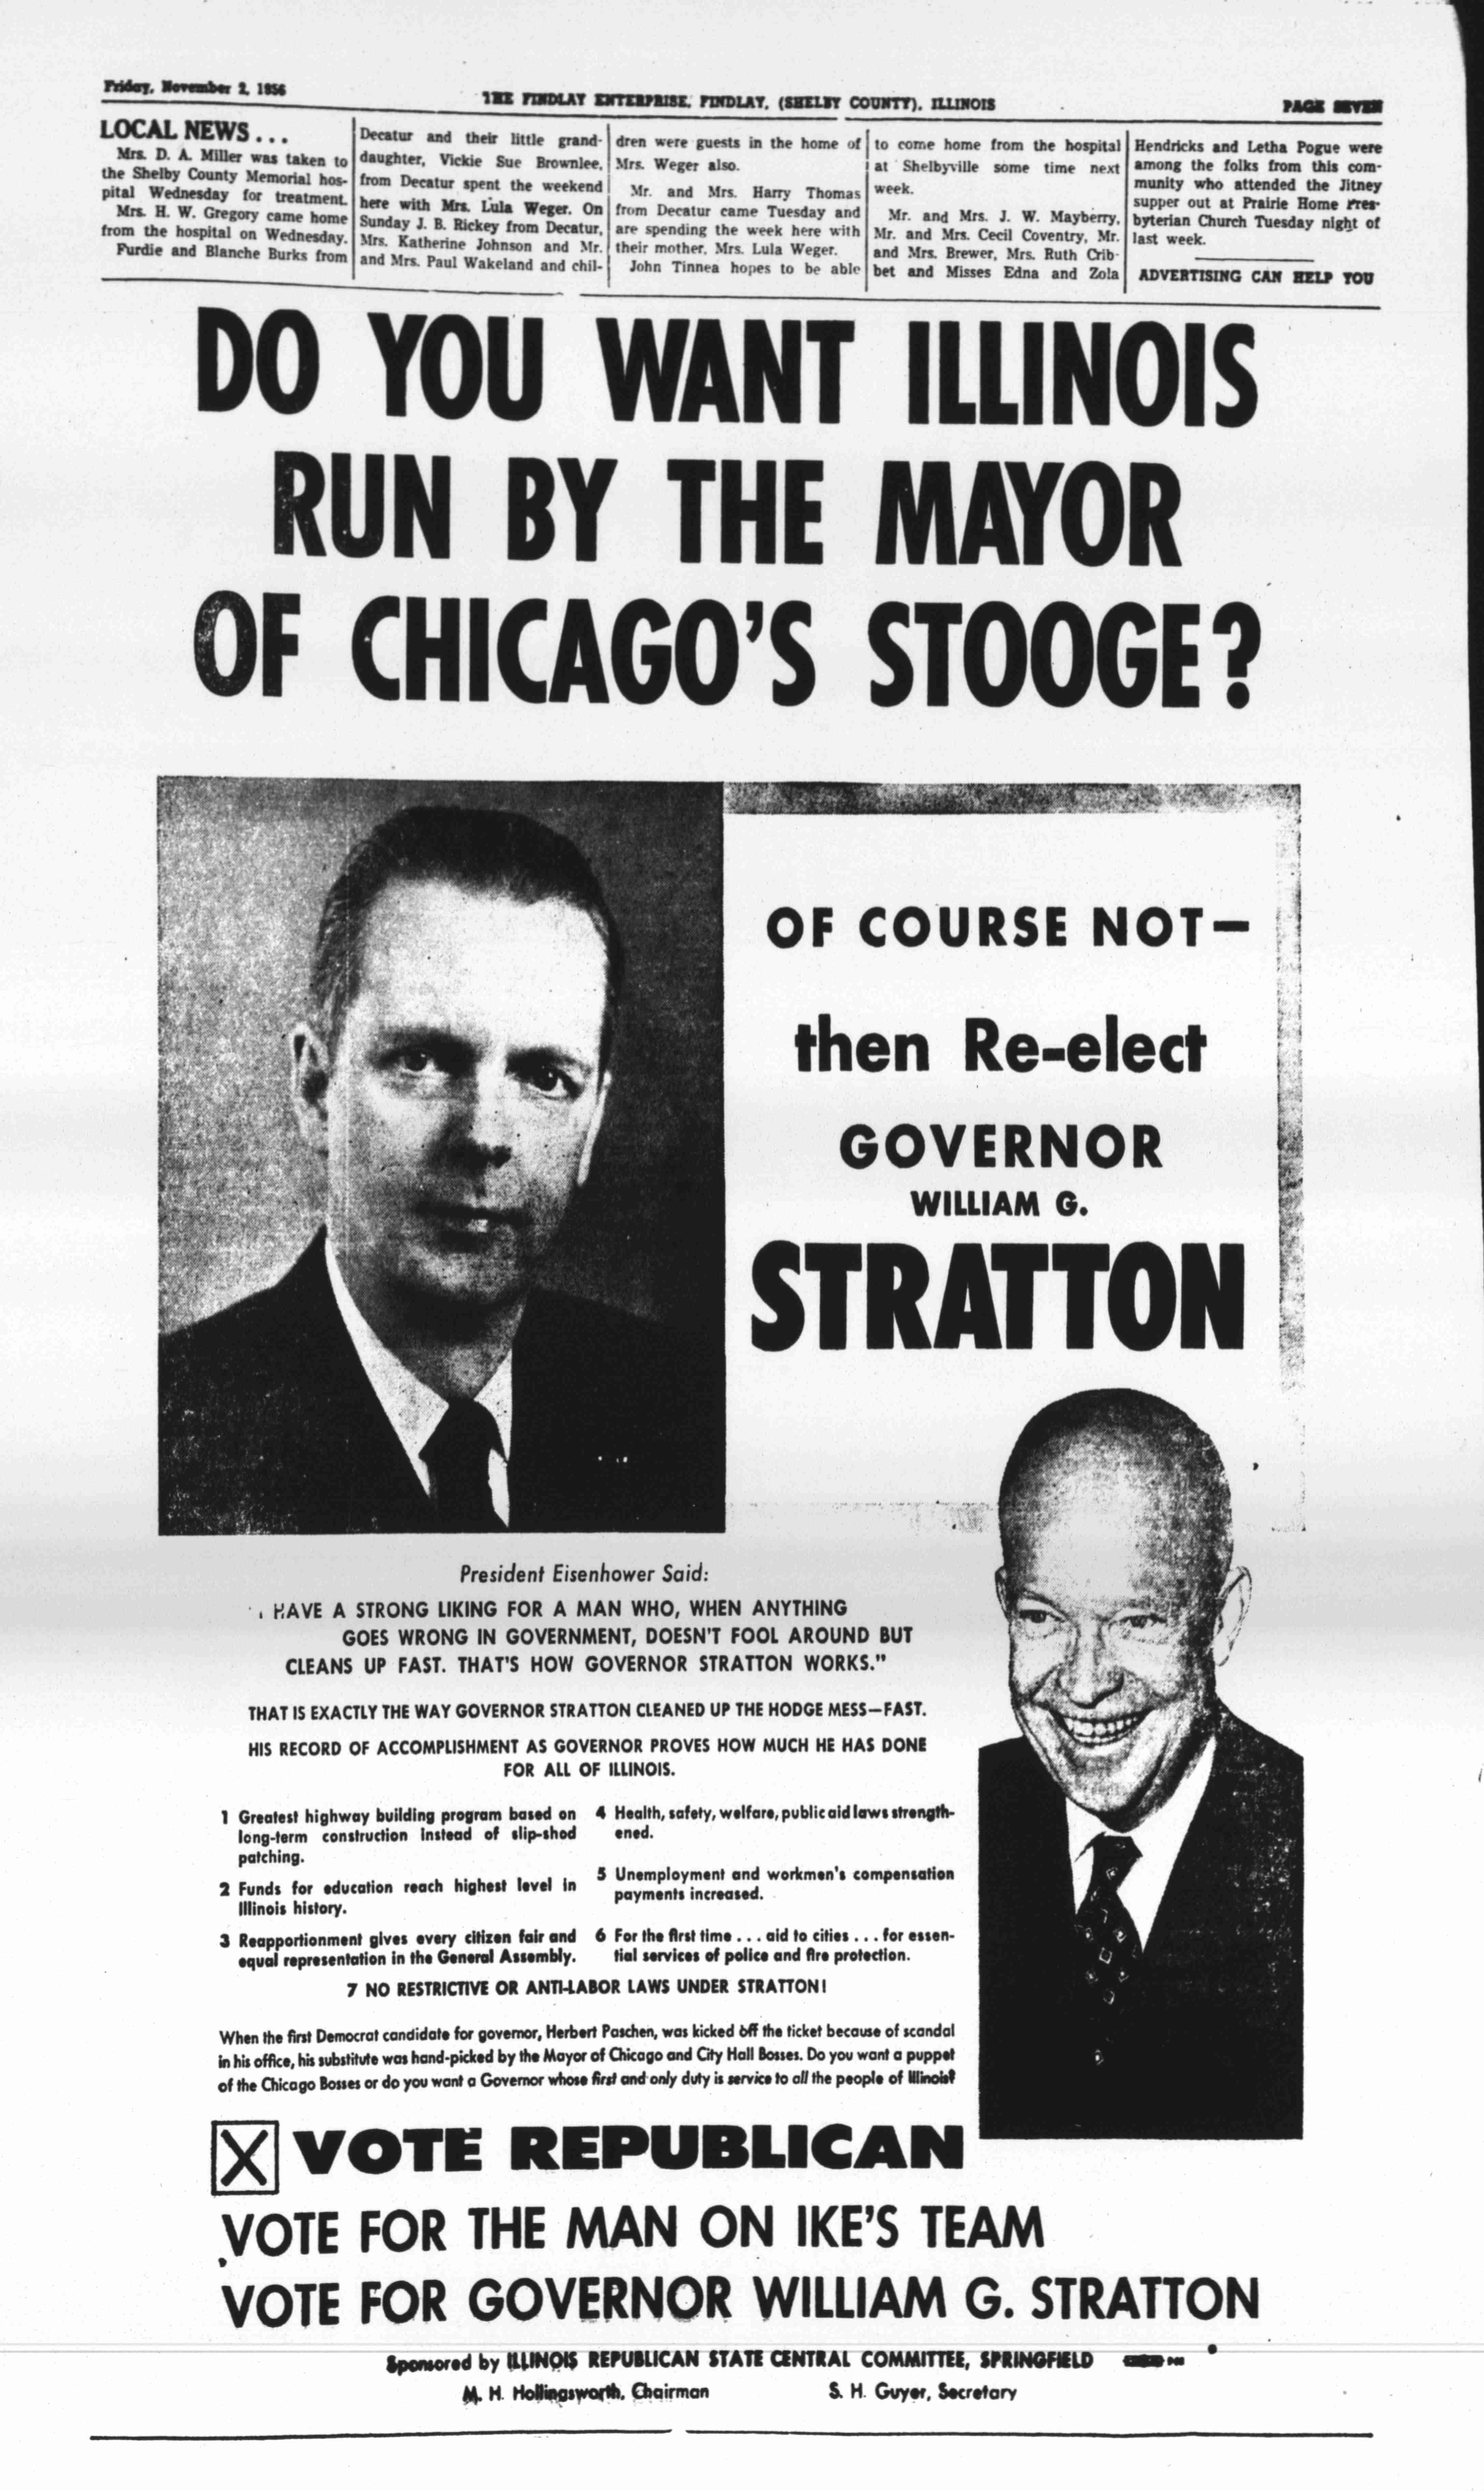 Friday, November 2, 1956
THE FINDLAY ENTERPRISE, FINDLAY, (SHELBY COUNTY), ILLINOIS
PAGE SEVEN
LOCAL NEWS ...
Mrs. D. A. Miller was taken to
the Shelby County Memorial hos-
pital Wednesday for treatment.
Mrs. H. W. Gregory came home
from the hospital on Wednesday.
Furdie and Blanche Burks from
Decatur and their little grand-
daughter, Vickie Sue Brownlee,
from Decatur spent the weekend
here with Mrs. Lula Weger. On
Sunday J. B. Rickey from Decatur,
Mrs. Katherine Johnson and Mr.
and Mrs. Paul Wakeland and chil-
dren were guests in the home of
Mrs. Weger also.
Mr. and Mrs. Harry Thomas
from Decatur came Tuesday and
are spending the week here with
their mother, Mrs. Lula Weger.
John Tinnea hopes to be able
to come home from the hospital
at Shelbyville some time next
week.
Mr. and Mrs. J. W. Mayberry,
Mr. and Mrs. Cecil Coventry, Mr.
and Mrs. Brewer, Mrs. Ruth Crib-
bet and Misses Edna and Zola
Hendricks and Letha Pogue were
among the folks from this com-
munity who attended the Jitney
supper out at Prairie Home Pres-
byterian Church Tuesday night of
last week.
ADVERTISING CAN HELP YOU
DO YOU WANT ILLINOIS
RUN BY THE MAYOR
OF CHICAGO'S STOOGE?
OF COURSE NOT—
then Re-elect
GOVERNOR
WILLIAM G.
STRATTON
President Eisenhower Said:
HAVE A STRONG LIKING FOR A MAN WHO, WHEN ANYTHING
GOES WRONG IN GOVERNMENT, DOESN'T FOOL AROUND BUT
CLEANS UP FAST. THAT'S HOW GOVERNOR STRATTON WORKS."
THAT IS EXACTLY THE WAY GOVERNOR STRATTON CLEANED UP THE HODGE MESS—FAST.
HIS RECORD OF ACCOMPLISHMENT AS GOVERNOR PROVES HOW MUCH HE HAS DONE
FOR ALL OF ILLINOIS.
1 Greatest highway building program based on
long-term construction instead of slip-shod
patching.
2 Funds for education reach highest level in
Illinois history.
3 Reapportionment gives every citizen fair and
equal representation in the General Assembly.
4 Health, safety, welfare, public aid laws strength-
ened.
5 Unemployment and workmen's compensation
payments increased.
6 For the first time . . . aid to cities . . . for essen-
tial services of police and fire protection.
7 NO RESTRICTIVE OR ANTI-LABOR LAWS UNDER STRATTON!
When the first Democrat candidate for governor, Herbert Paschen, was kicked off the ticket because of scandal
in his office, his substitute was hand-picked by the Mayor of Chicago and City Hall Bosses. Do you want a puppet
of the Chicago Bosses or do you want a Governor whose first and only duty is service to all the people of Illinois?
X VOTE REPUBLICAN
VOTE FOR THE MAN ON IKE'S TEAM
VOTE FOR GOVERNOR WILLIAM G. STRATTON
Sponsored by ILLINOIS REPUBLICAN STATE CENTRAL COMMITTEE, SPRINGFIELD
M. H. Hollingsworth, Chairman
S. H. Guyer, Secretary